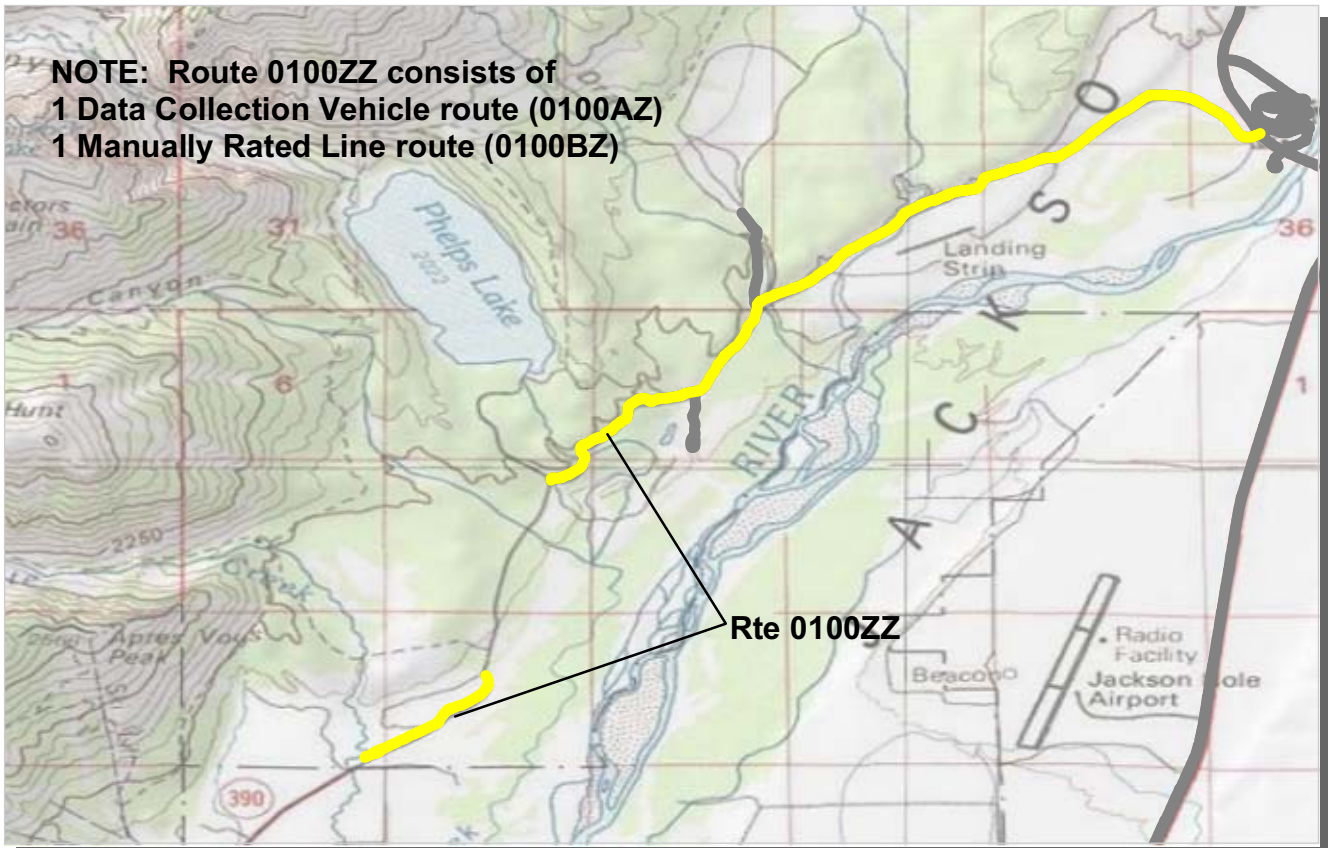 NOTE: Route 0100ZZ consists of
1 Data Collection Vehicle route (0100AZ)
1 Manually Rated Line route (0100BZ)
O
S
K
C
A
J
36
31
36
Canyon
Phelps Lake
2022
Landing
Strip
1
6
1
Hunt
RIVER
2250
Creek
Apres Vous
Peak
Rte 0100ZZ
Radio
Facility
Beacon
Jackson Hole
Airport
390